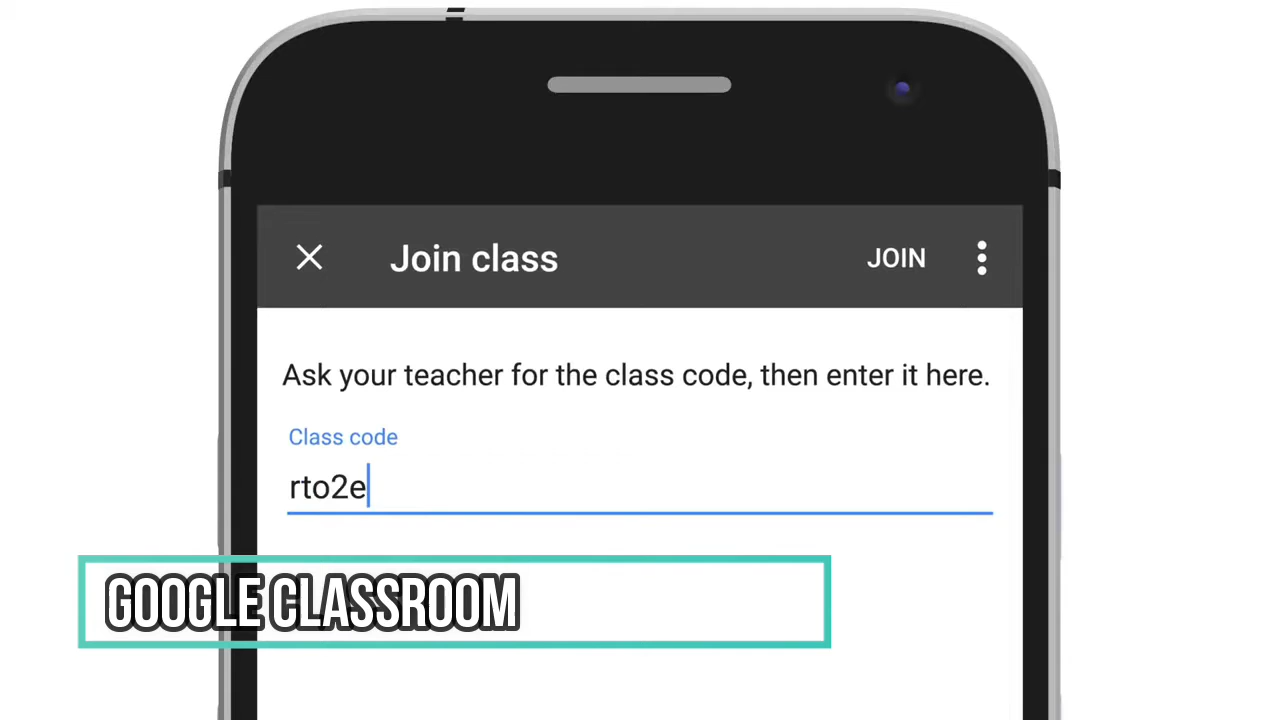 Join class JOIN
Ask your teacher for the class code, then enter it here.
Class code
rto2e
GOOGLE CLASSROOM